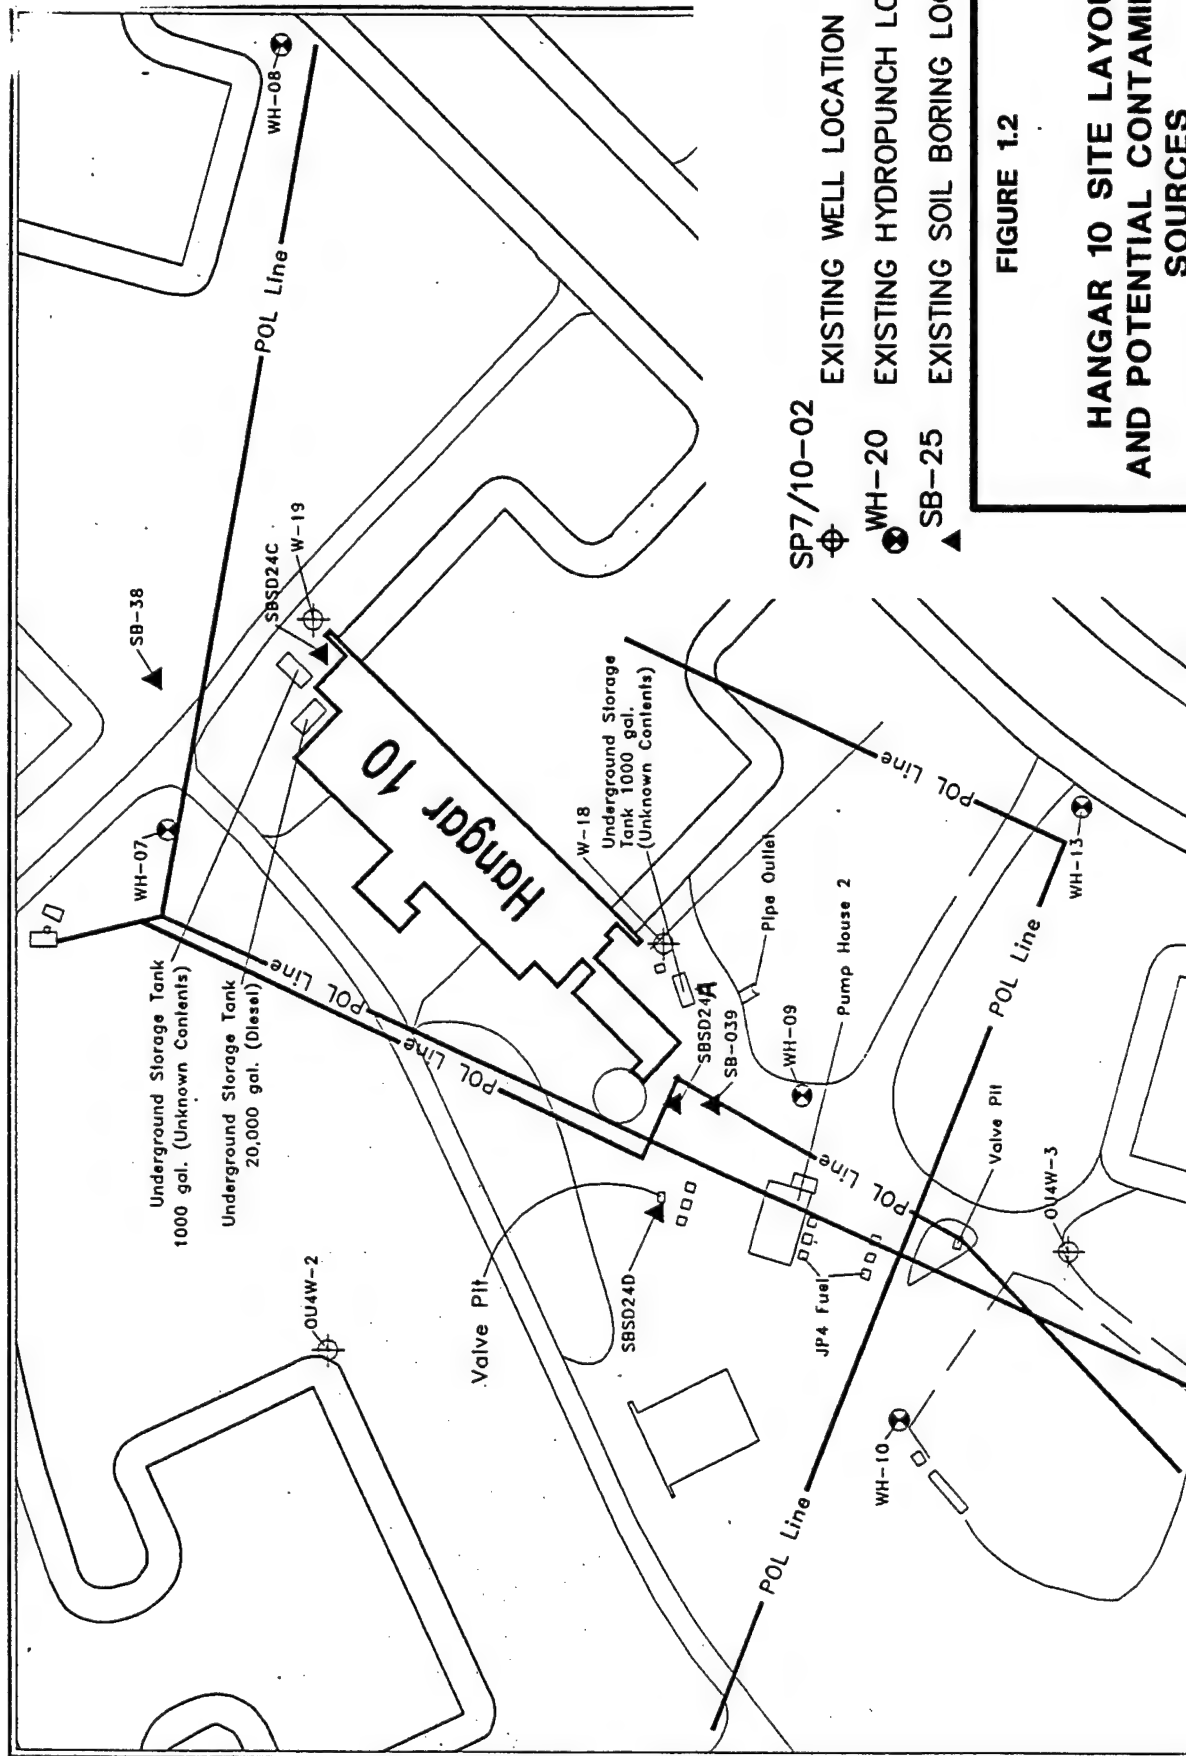 WH-08
POL Line
SB-38
SBSD24C
W-19
WH-07
Underground Storage Tank
1000 gal. (Unknown Contents)
Underground Storage Tank
20,000 gal. (Diesel)
POL Line
POL Line
Hangar 10
W-18
Underground Storage
Tank 1000 gal.
(Unknown Contents)
Pipe Outlet
Pump House 2
SBSD24A
SB-039
WH-09
POL Line
POL Line
WH-13
POL Line
Valve Pit
OU4W-3
OU4W-2
Valve Pit
SBSD24D
JP4 Fuel
WH-10
POL Line
SP7/10-02
EXISTING WELL LOCATION
WH-20
EXISTING HYDROPUNCH
SB-25
EXISTING SOIL BORING
FIGURE 1.2
HANGAR 10 SITE
AND POTENTIAL
SOURCES